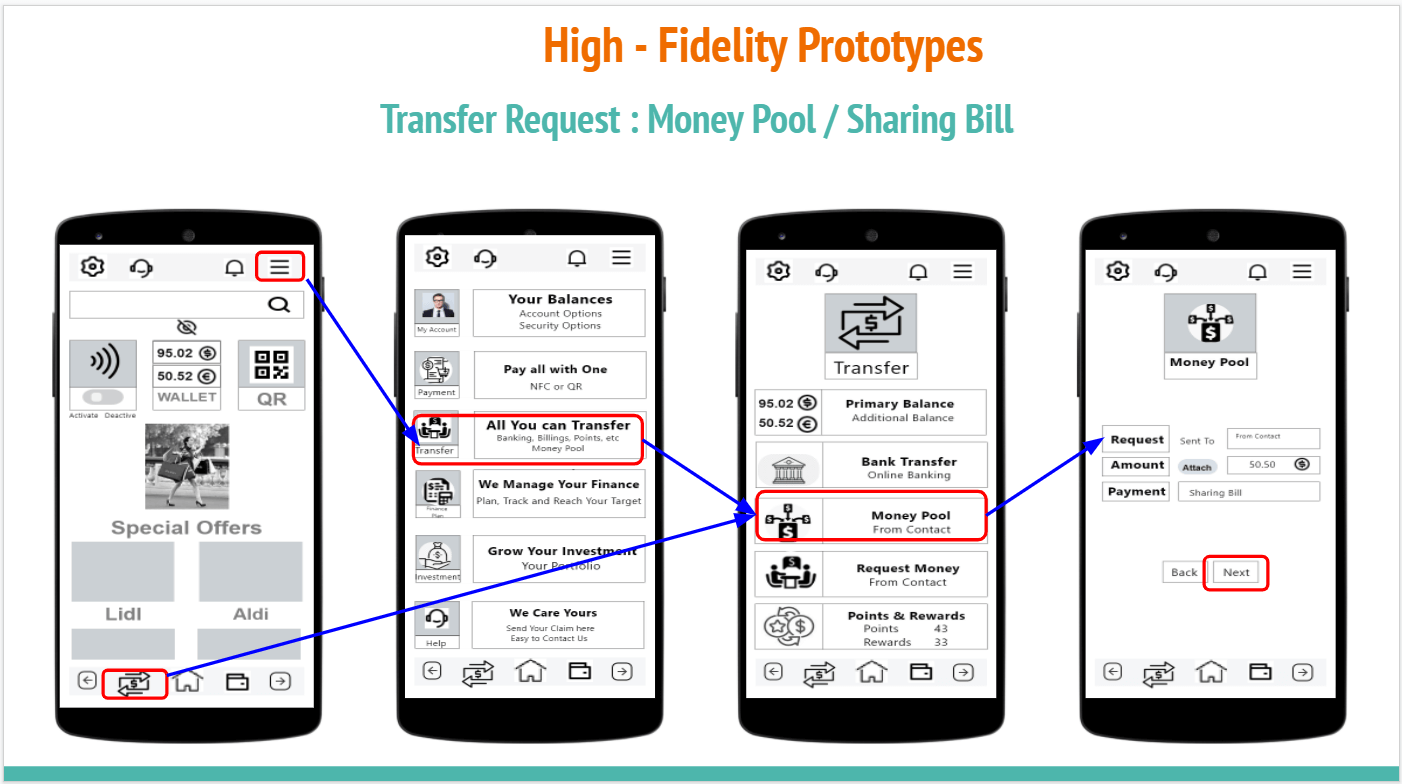 High - Fidelity Prototypes
Transfer Request : Money Pool / Sharing Bill
95.02
50.52
WALLET
QR
Activate Deactive
Special Offers
Lidl
Aldi
My Account
Your Balances
Account Options
Security Options
Payment
Pay all with One
NFC or QR
Transfer
All You can Transfer
Banking, Billings, Points, etc
Money Pool
Finance
Plan
We Manage Your Finance
Plan, Track and Reach Your Target
Investment
Grow Your Investment
Your Portfolio
Help
We Care Yours
Send Your Claim here
Easy to Contact Us
Transfer
95.02
50.52
Primary Balance
Additional Balance
Bank Transfer
Online Banking
Money Pool
From Contact
Request Money
From Contact
Points & Rewards
Points 43
Rewards 33
Money Pool
Request Sent To From Contact
Amount Attach 50.50
Payment Sharing Bill
Back Next